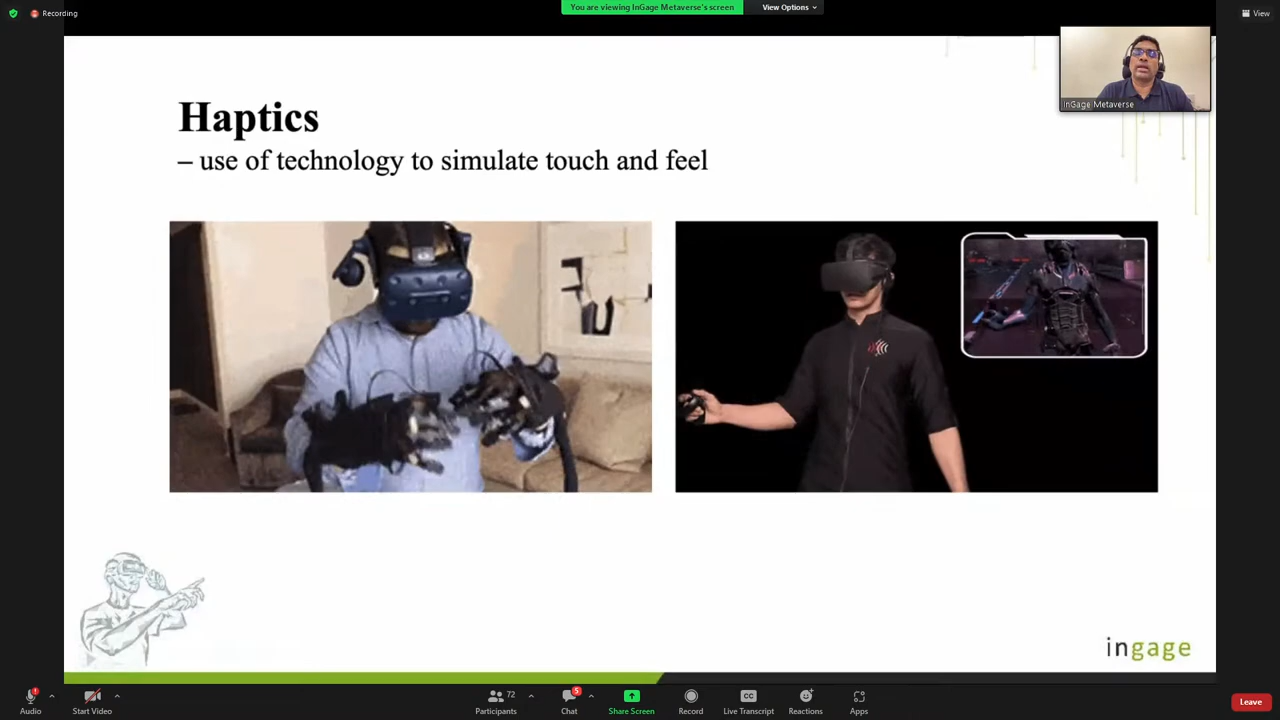 Recording
You are viewing InGage Metaverse's screen
View Options
View
InGage Metaverse
Haptics
– use of technology to simulate touch and feel
ingage
Audio
Start Video
Participants
72
Chat
5
Share Screen
Record
CC
Live Transcript
Reactions
Apps
Leave